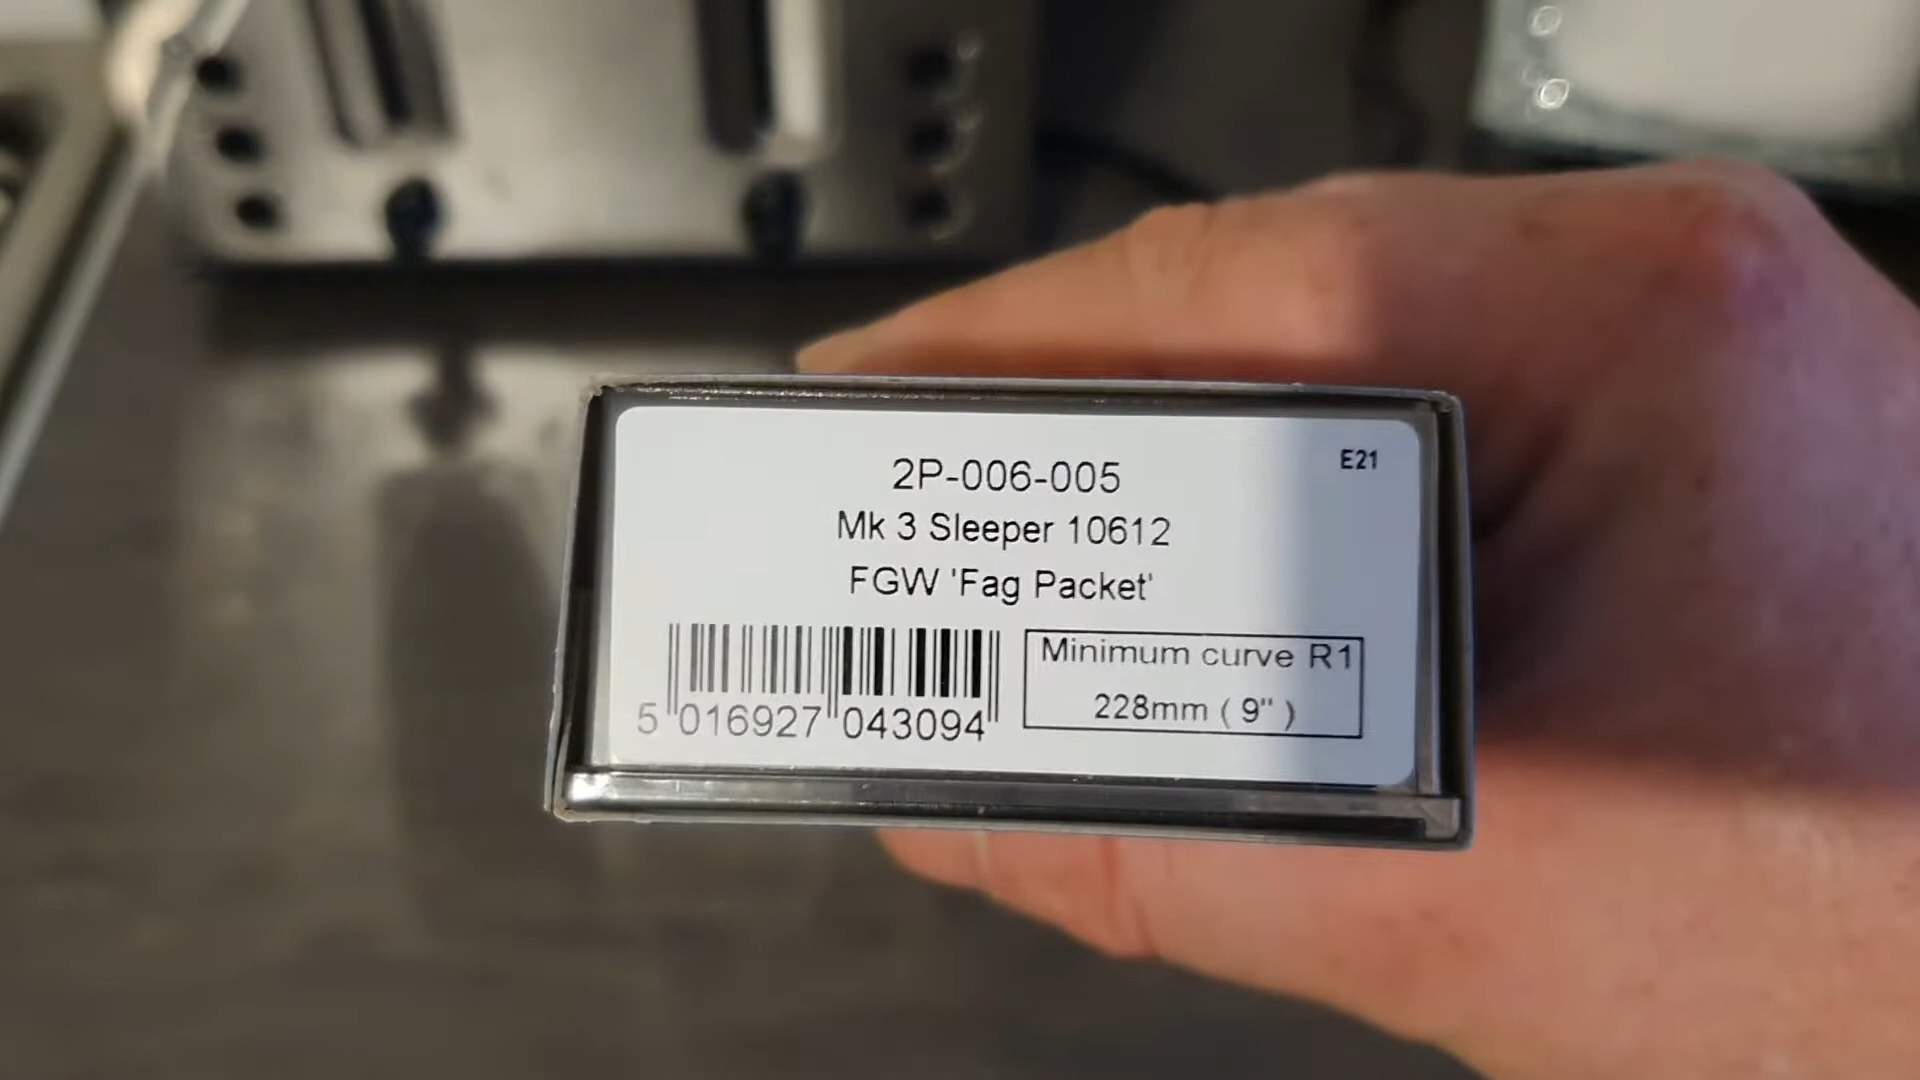 E21
2P-006-005
Mk 3 Sleeper 10612
FGW 'Fag Packet'
5 016927 043094
Minimum curve R1
228mm ( 9" )